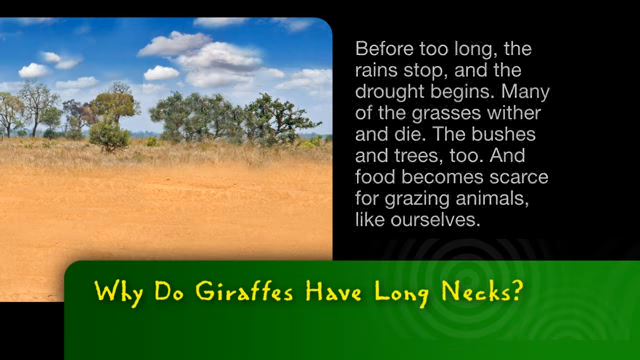 Before too long, the
rains stop, and the
drought begins. Many
of the grasses wither
and die. The bushes
and trees, too. And
food becomes scarce
for grazing animals,
like ourselves.
Why Do Giraffes Have Long Necks?